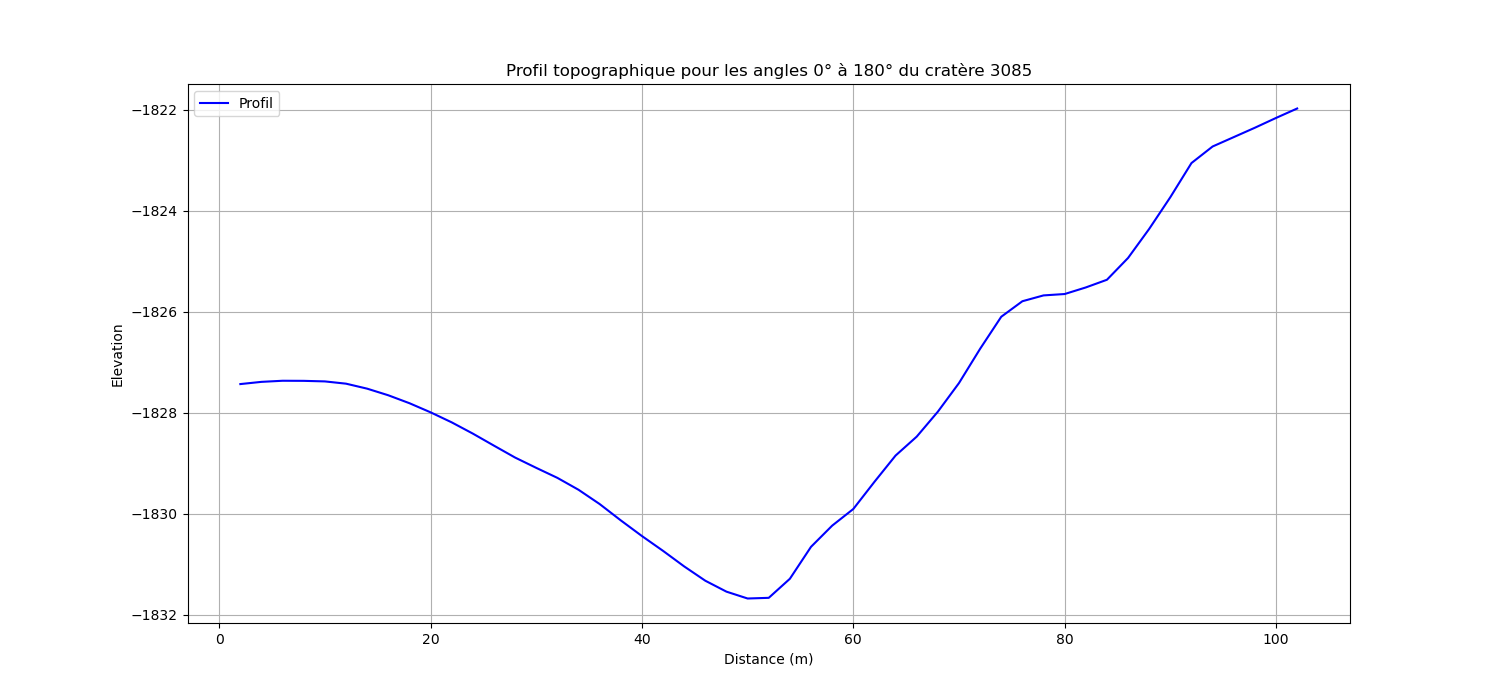 Profil topographique pour les angles 0° à 180° du cratère 3085
Profil
−1822
−1824
−1826
−1828
−1830
−1832
Elevation
0 20 40 60 80 100
Distance (m)